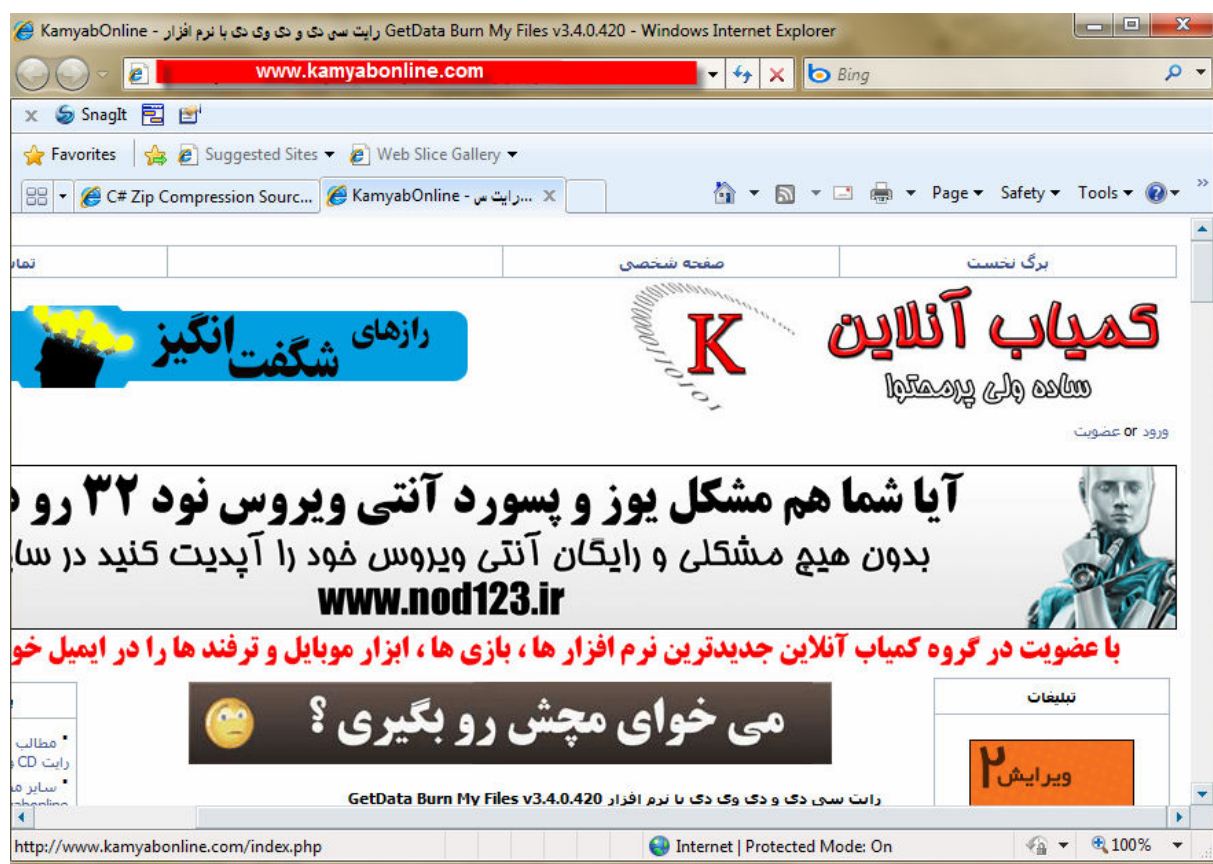 KamyabOnline - رایت سی دی و دی وی دی با نرم افزار GetData Burn My Files v3.4.0.420 - Windows Internet Explorer
www.kamyabonline.com
Bing
x SnagIt
Favorites Suggested Sites Web Slice Gallery
C# Zip Compression Sourc... KamyabOnline - رایت س... Page Safety Tools
برگ نخست صفحه شخصی
کمیاب آنلاین
ساده ولی پرمحتوا
K
رازهای شگفت انگیز
ورود or عضویت
آیا شما هم مشکل یوز و پسورد آنتی ویروس نود ۳۲ رو
بدون هیچ مشکلی و رایگان آنتی ویروس خود را آپدیت کنید در
www.nod123.ir
با عضویت در گروه کمیاب آنلاین جدیدترین نرم افزار ها ، بازی ها ، ابزار موبایل و ترفند ها را در ایمیل
تبلیغات
می خوای مچش رو بگیری ؟
ویرایش ۲
مطالب
رایت CD
سایر
رایت سی دی و دی وی دی با نرم افزار GetData Burn My Files v3.4.0.420
http://www.kamyabonline.com/index.php Internet | Protected Mode: On 100%